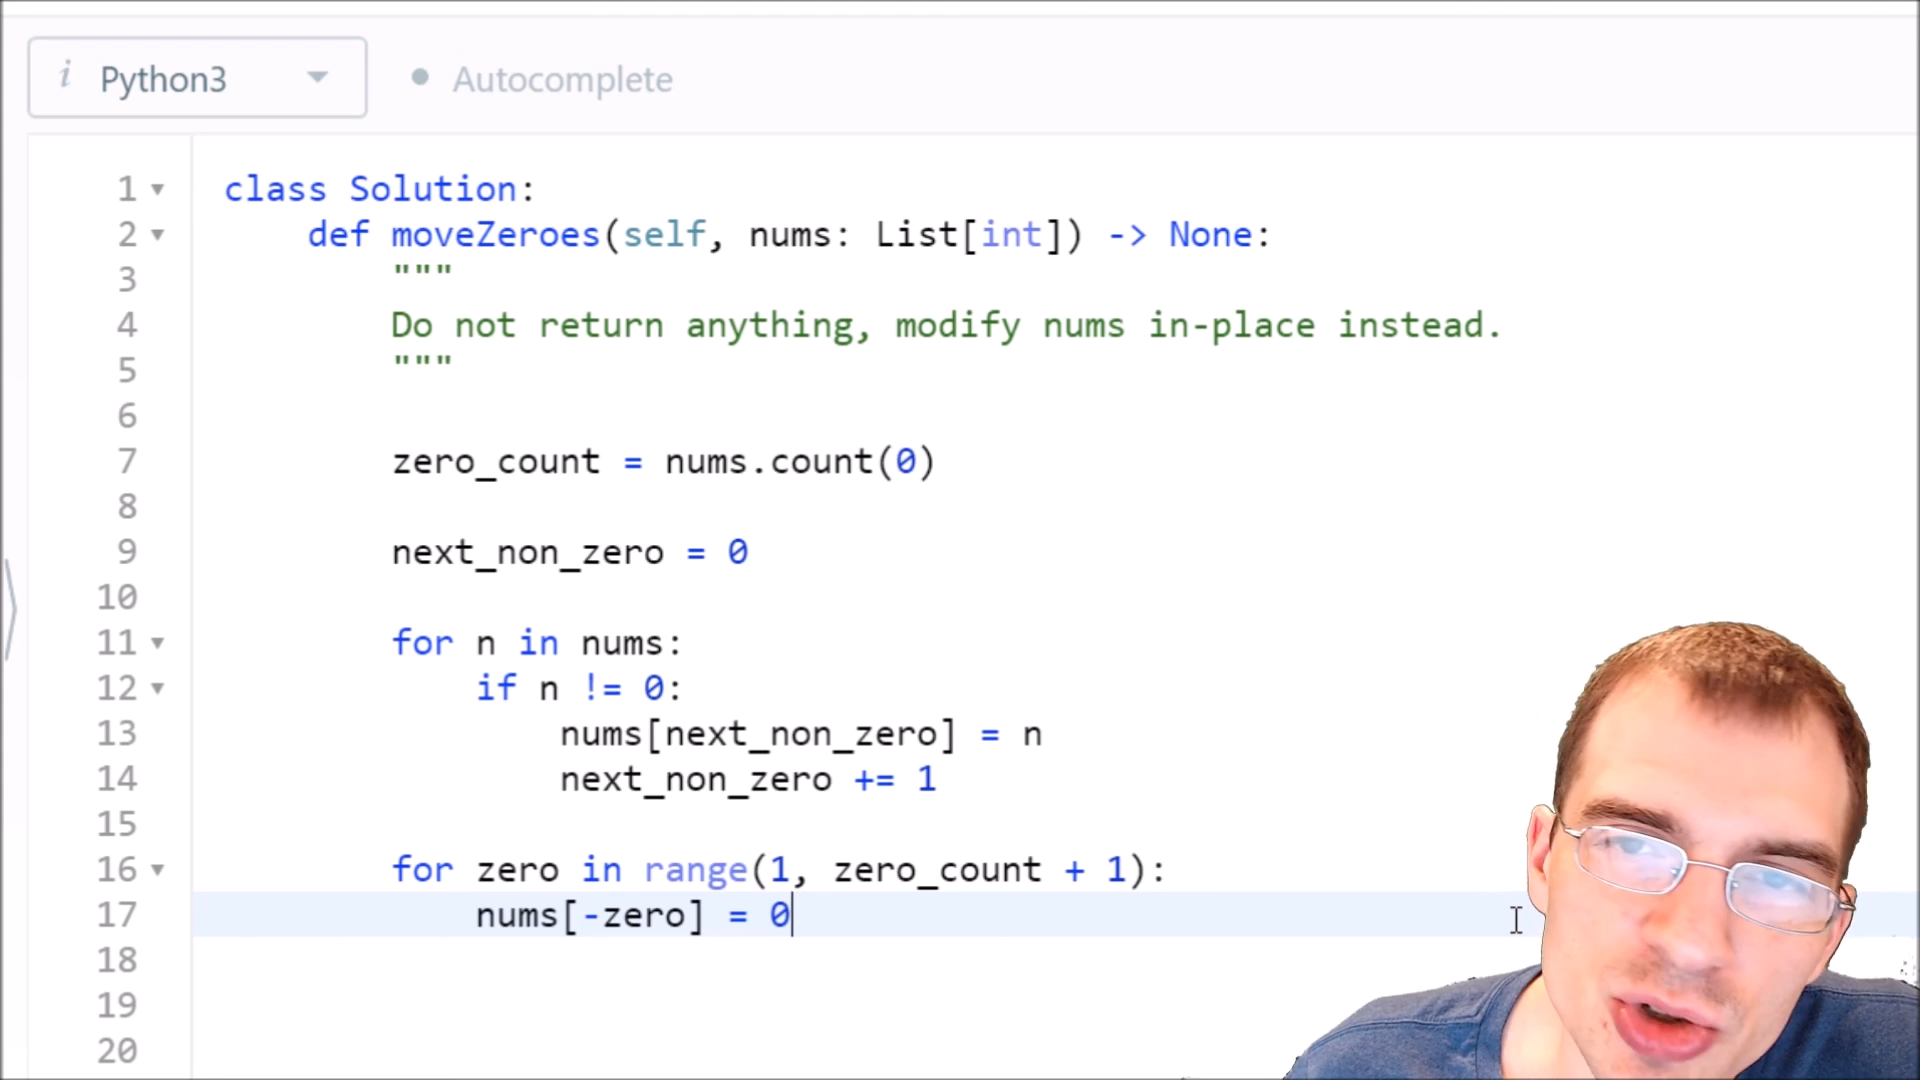 i Python3 Autocomplete
1 class Solution:
2 def moveZeroes(self, nums: List[int]) -> None:
3 """
4 Do not return anything, modify nums in-place instead.
5 """
6
7 zero_count = nums.count(0)
8
9 next_non_zero = 0
10
11 for n in nums:
12 if n != 0:
13 nums[next_non_zero] = n
14 next_non_zero += 1
15
16 for zero in range(1, zero_count + 1):
17 nums[-zero] = 0
18
19
20